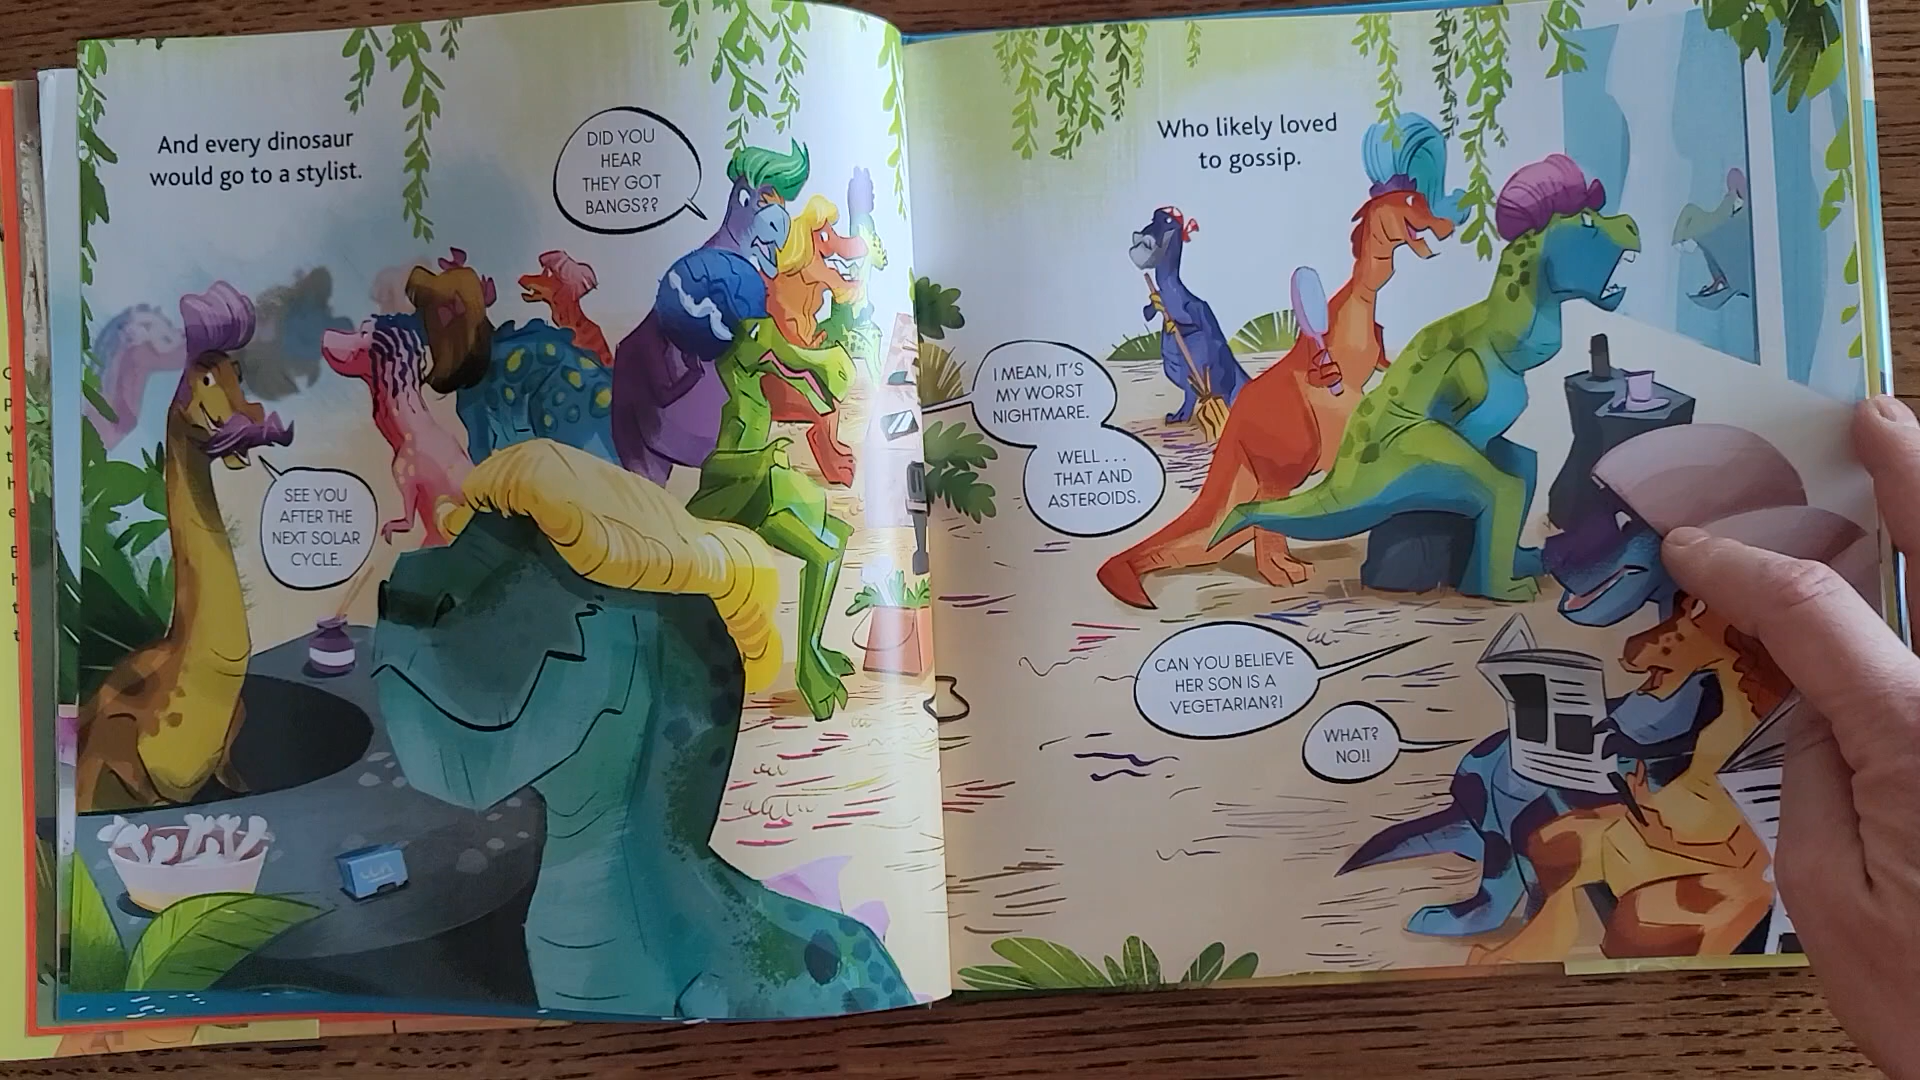 And every dinosaur
would go to a stylist.
DID YOU
HEAR
THEY GOT
BANGS??
SEE YOU
AFTER THE
NEXT SOLAR
CYCLE.
Who likely loved
to gossip.
I MEAN, IT'S
MY WORST
NIGHTMARE.
WELL...
THAT AND
ASTEROIDS.
CAN YOU BELIEVE
HER SON IS A
VEGETARIAN?!
WHAT?
NO!!